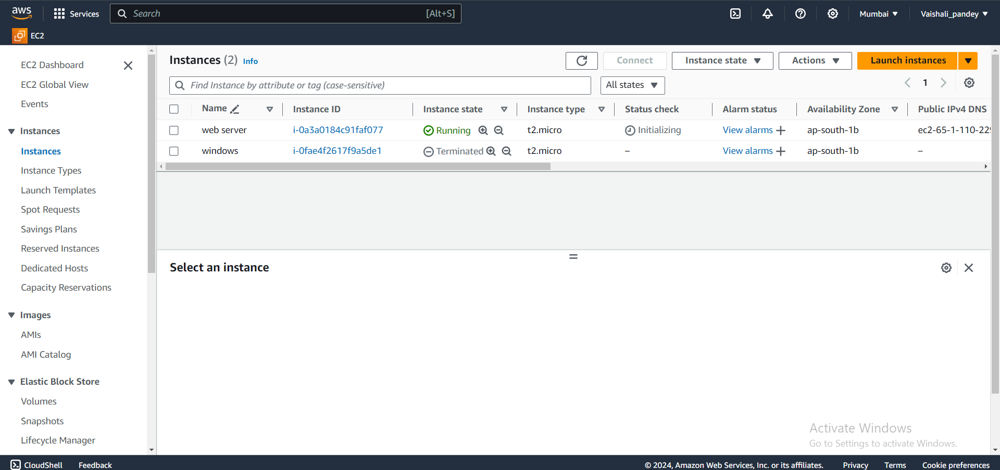 aws
Services
Search [Alt+S]
Mumbai
Vaishali_pandey
EC2
EC2 Dashboard
EC2 Global View
Events
Instances
Instances
Instance Types
Launch Templates
Spot Requests
Savings Plans
Reserved Instances
Dedicated Hosts
Capacity Reservations
Images
AMIs
AMI Catalog
Elastic Block Store
Volumes
Snapshots
Lifecycle Manager
Instances (2) Info
Connect
Instance state
Actions
Launch instances
Find Instance by attribute or tag (case-sensitive)
All states
1
Name Instance ID Instance state Instance type Status check Alarm status Availability Zone Public IPv4 DNS
web server i-0a3a0184c91faf077 Running t2.micro Initializing View alarms + ap-south-1b ec2-65-1-110-229
windows i-0fae4f2617f9a5de1 Terminated t2.micro – View alarms + ap-south-1b –
Select an instance
Activate Windows
Go to Settings to activate Windows.
CloudShell Feedback © 2024, Amazon Web Services, Inc. or its affiliates. Privacy Terms Cookie preferences